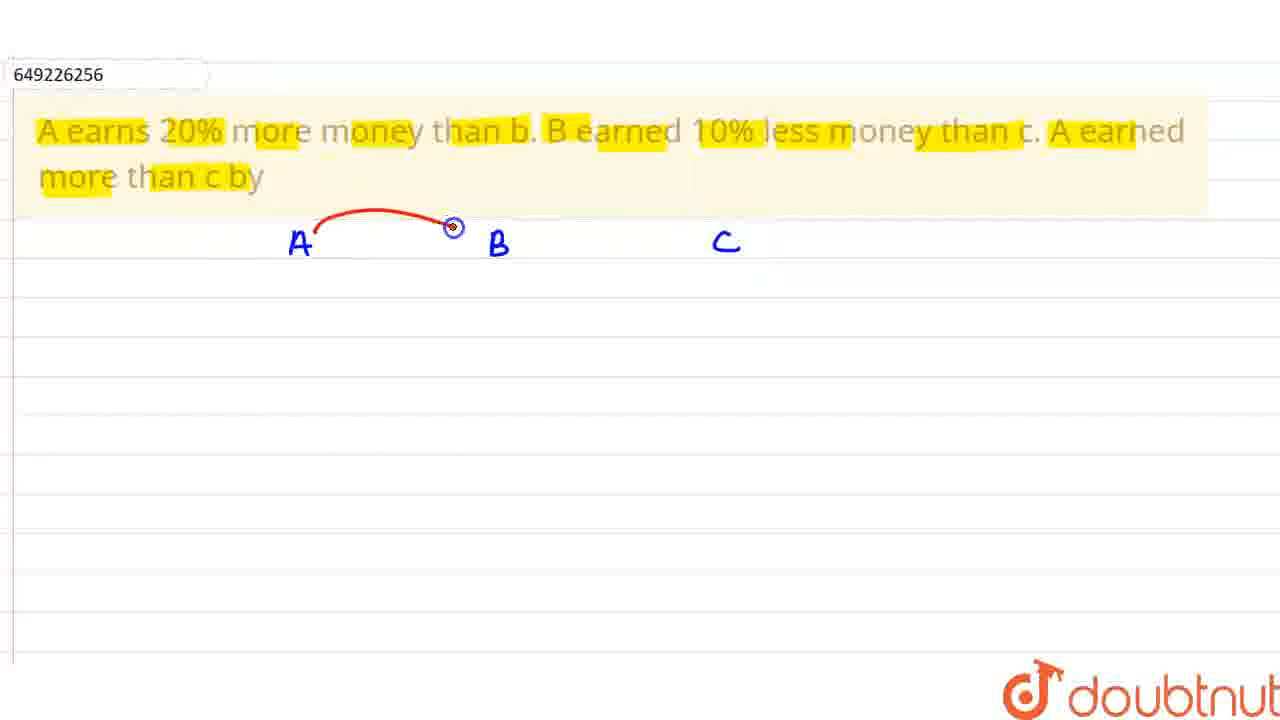 649226256
A earns 20% more money than b. B earned 10% less money than c. A earned
more than c by
A B C
doubtnut